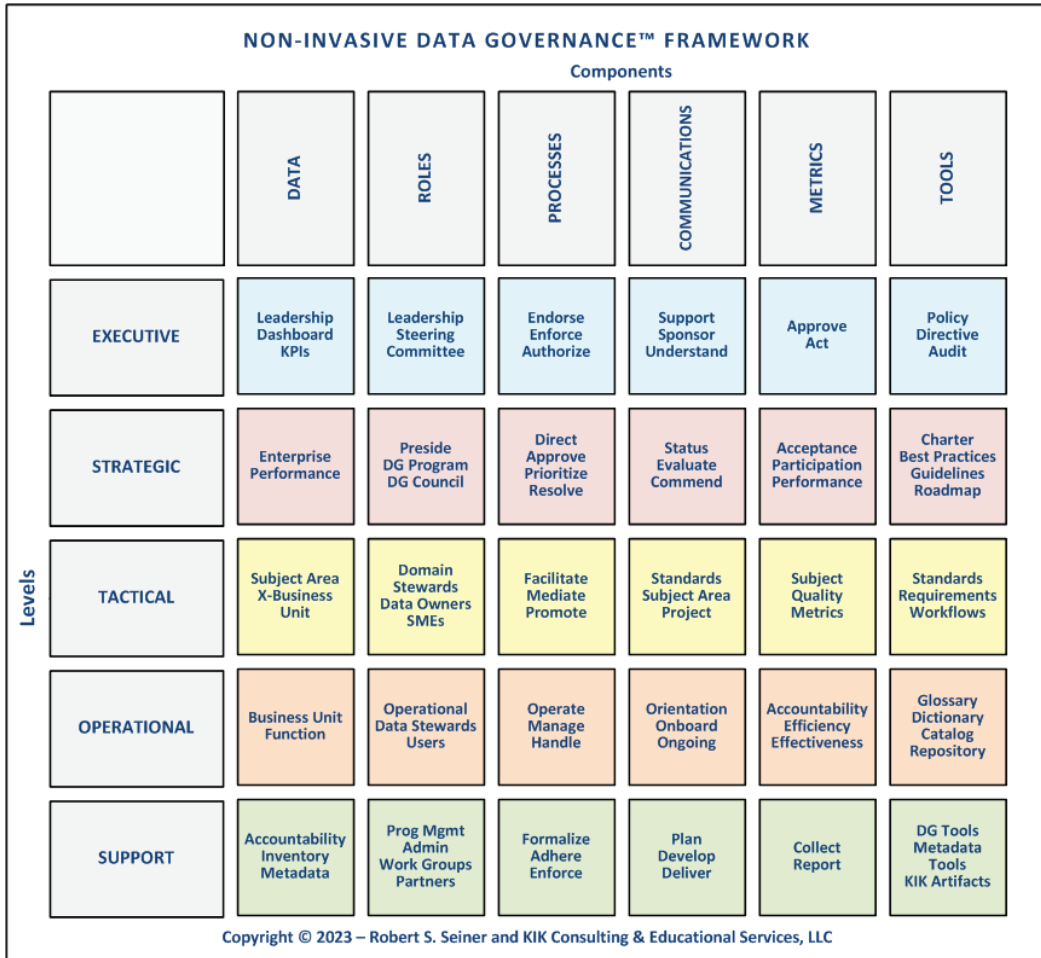 NON-INVASIVE DATA GOVERNANCE™ FRAMEWORK
Components
DATA
ROLES
PROCESSES
COMMUNICATIONS
METRICS
TOOLS
Levels
EXECUTIVE
Leadership
Dashboard
KPIs
Leadership
Steering
Committee
Endorse
Enforce
Authorize
Support
Sponsor
Understand
Approve
Act
Policy
Directive
Audit
STRATEGIC
Enterprise
Performance
Preside
DG Program
DG Council
Direct
Approve
Prioritize
Resolve
Status
Evaluate
Commend
Acceptance
Participation
Performance
Charter
Best Practices
Guidelines
Roadmap
TACTICAL
Subject Area
X-Business
Unit
Domain
Stewards
Data Owners
SMEs
Facilitate
Mediate
Promote
Standards
Subject Area
Project
Subject
Quality
Metrics
Standards
Requirements
Workflows
OPERATIONAL
Business Unit
Function
Operational
Data Stewards
Users
Operate
Manage
Handle
Orientation
Onboard
Ongoing
Accountability
Efficiency
Effectiveness
Glossary
Dictionary
Catalog
Repository
SUPPORT
Accountability
Inventory
Metadata
Prog Mgmt
Admin
Work Groups
Partners
Formalize
Adhere
Enforce
Plan
Develop
Deliver
Collect
Report
DG Tools
Metadata
Tools
KIK Artifacts
Copyright © 2023 – Robert S. Seiner and KIK Consulting & Educational Services, LLC